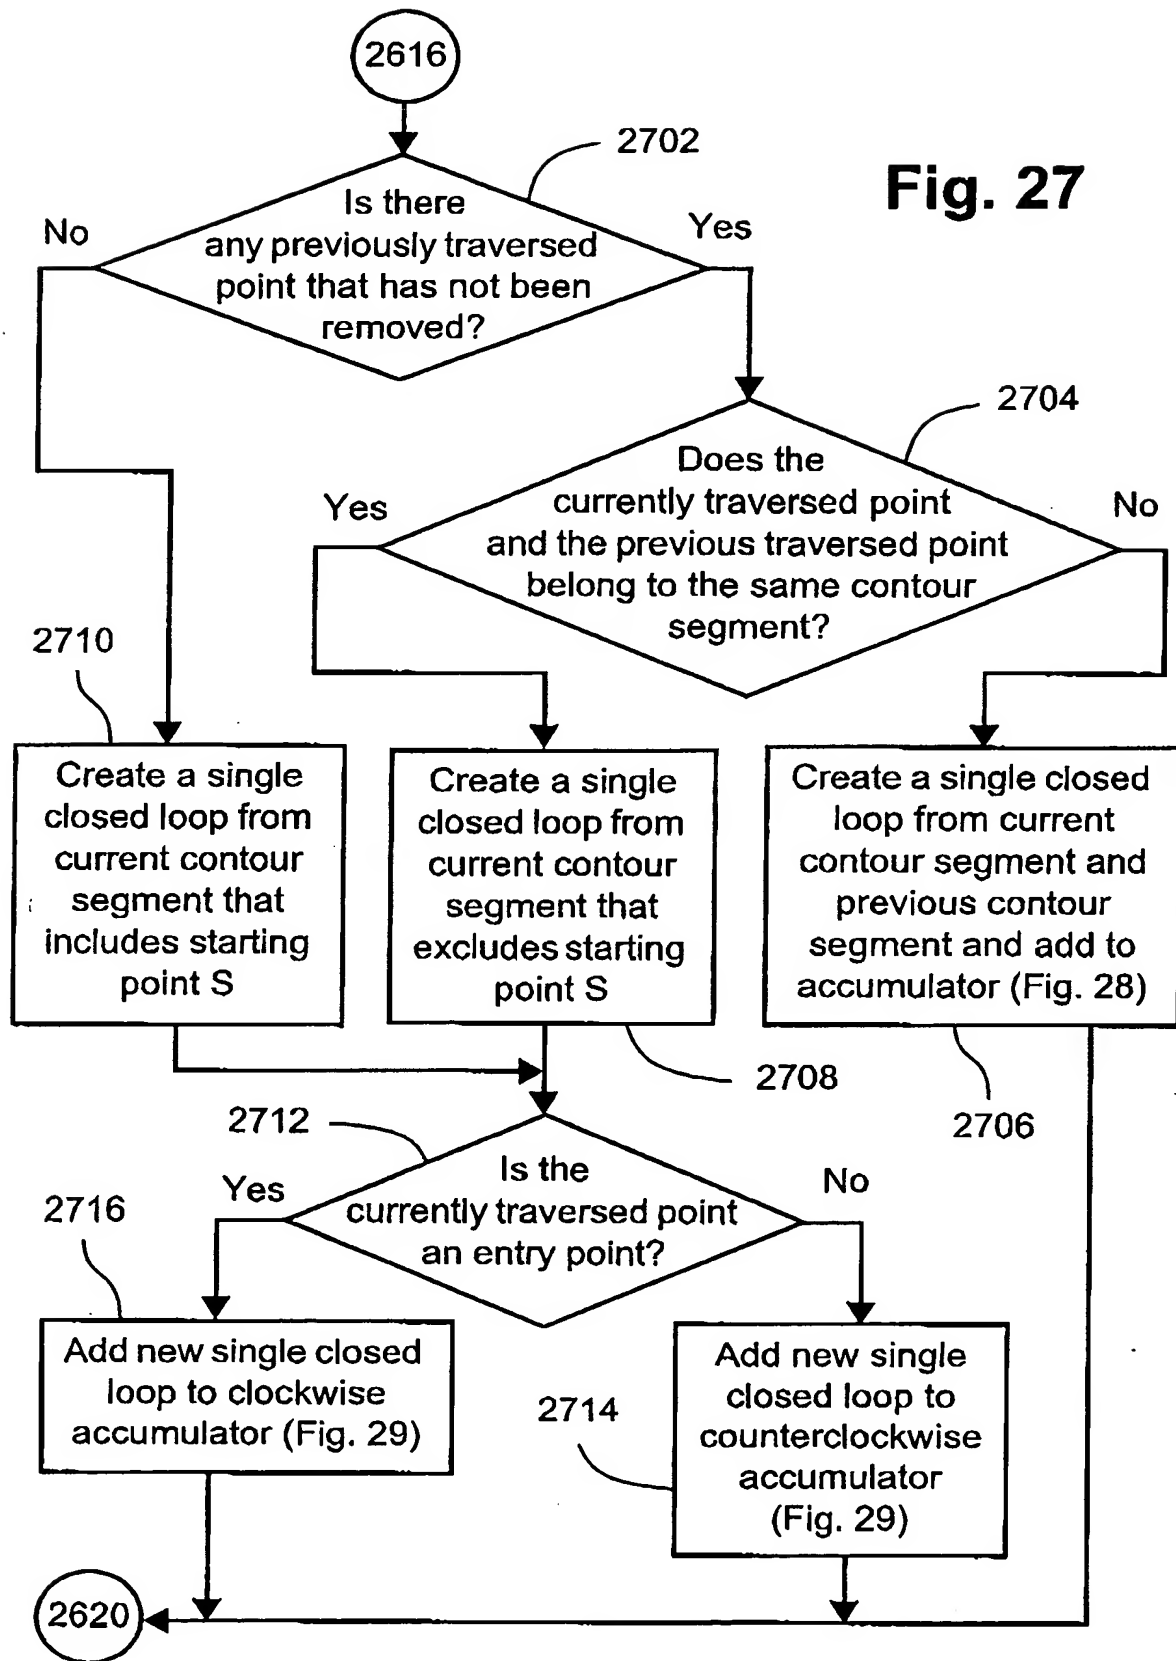 2616
2702
Fig. 27
Is there
any previously traversed
point that has not been
removed?
No
Yes
2704
Does the
currently traversed point
and the previous traversed point
belong to the same contour
segment?
Yes
No
2710
Create a single
closed loop from
current contour
segment that
includes starting
point S
Create a single
closed loop from
current contour
segment that
excludes starting
point S
Create a single closed
loop from current
contour segment and
previous contour
segment and add to
accumulator (Fig. 28)
2708
2706
2712
Is the
currently traversed point
an entry point?
Yes
No
2716
Add new single closed
loop to clockwise
accumulator (Fig. 29)
2714
Add new single
closed loop to
counterclockwise
accumulator
(Fig. 29)
2620